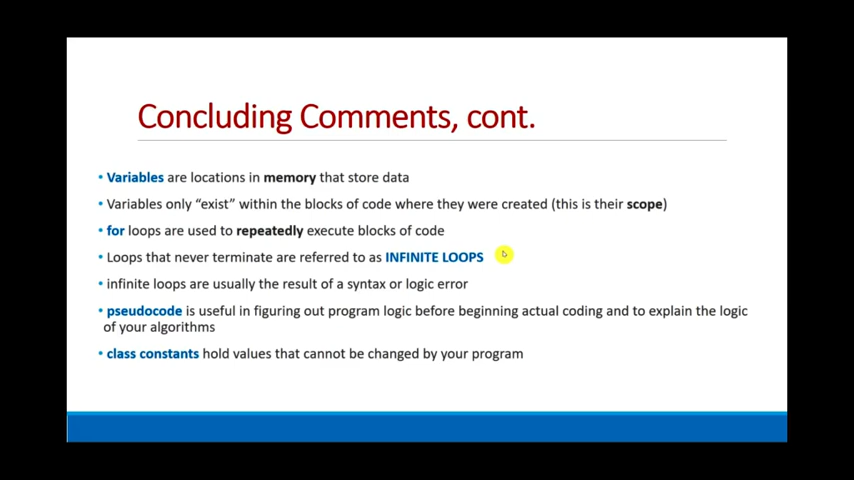 Concluding Comments, cont.
• Variables are locations in memory that store data
• Variables only “exist” within the blocks of code where they were created (this is their scope)
• for loops are used to repeatedly execute blocks of code
• Loops that never terminate are referred to as INFINITE LOOPS
• infinite loops are usually the result of a syntax or logic error
• pseudocode is useful in figuring out program logic before beginning actual coding and to explain the logic
of your algorithms
• class constants hold values that cannot be changed by your program